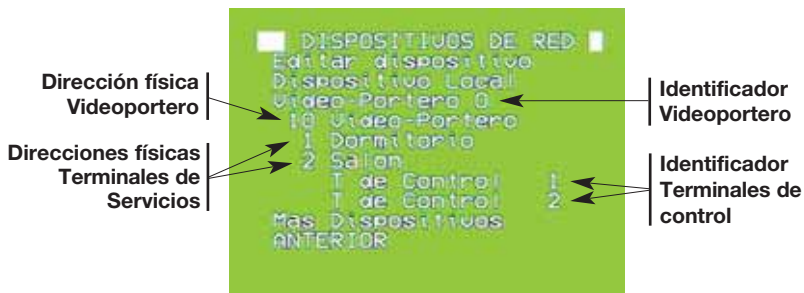 DISPOSITIVOS DE RED
Editar dispositivo
Dispositivo Local
Video-Portero 0
10 Video-Portero
1 Dormitorio
2 Salon
T de Control 1
T de Control 2
Mas Dispositivos
ANTERIOR
Dirección física
Videoportero
Direcciones físicas
Terminales de
Servicios
Identificador
Videoportero
Identificador
Terminales de
control